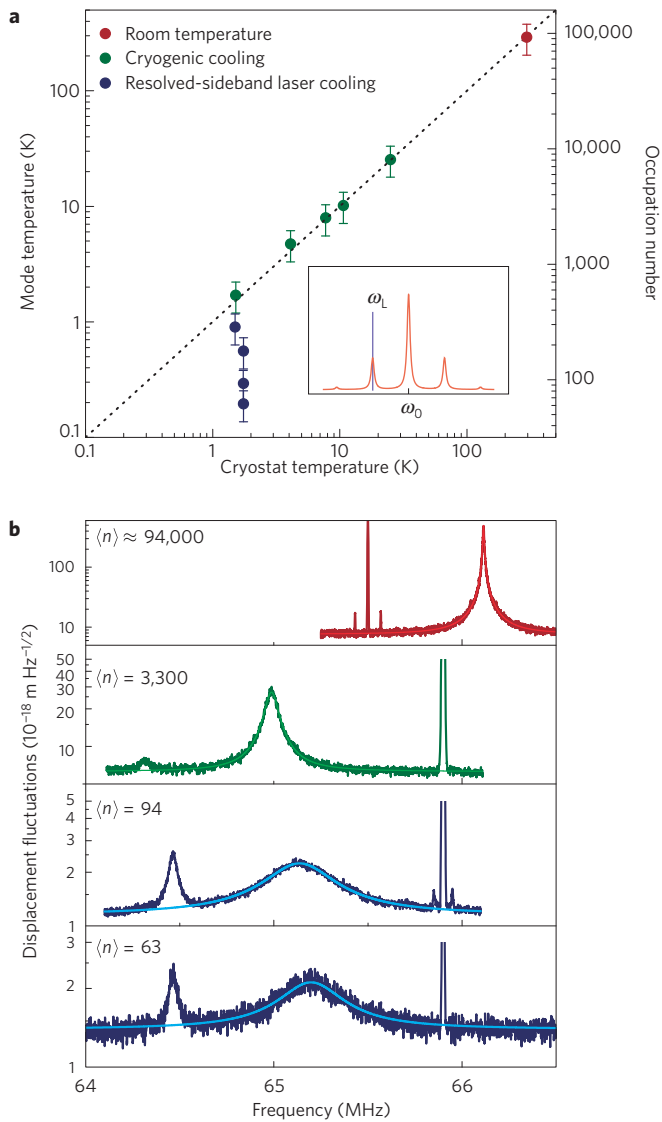 a
Room temperature
Cryogenic cooling
Resolved-sideband laser cooling
Mode temperature (K)
100
10
1
0.1
Occupation number
100,000
10,000
1,000
100
ωL
ω0
0.1
1
10
100
Cryostat temperature (K)
b
Displacement fluctuations (10⁻¹⁸ m Hz⁻¹/²)
⟨n⟩ ≈ 94,000
100
10
⟨n⟩ = 3,300
50
30
20
10
⟨n⟩ = 94
5
3
2
1
⟨n⟩ = 63
3
2
1
64
65
66
Frequency (MHz)